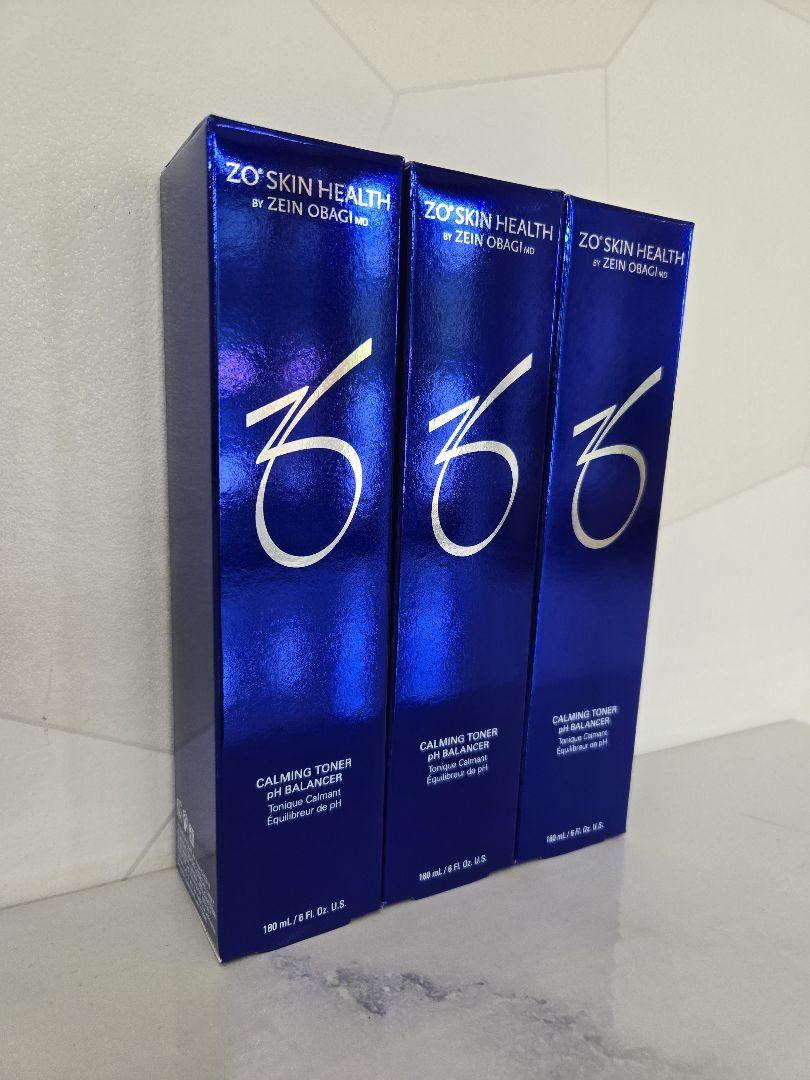 ZO® SKIN HEALTH
BY ZEIN OBAGI MD
CALMING TONER
pH BALANCER
Tonique Calmant
Équilibreur de pH
180 mL / 6 Fl. Oz. U.S.
ZO® SKIN HEALTH
BY ZEIN OBAGI MD
CALMING TONER
pH BALANCER
Tonique Calmant
Équilibreur de pH
180 mL / 6 Fl. Oz. U.S.
ZO® SKIN HEALTH
BY ZEIN OBAGI MD
CALMING TONER
pH BALANCER
Tonique Calmant
Équilibreur de pH
180 mL / 6 Fl. Oz. U.S.